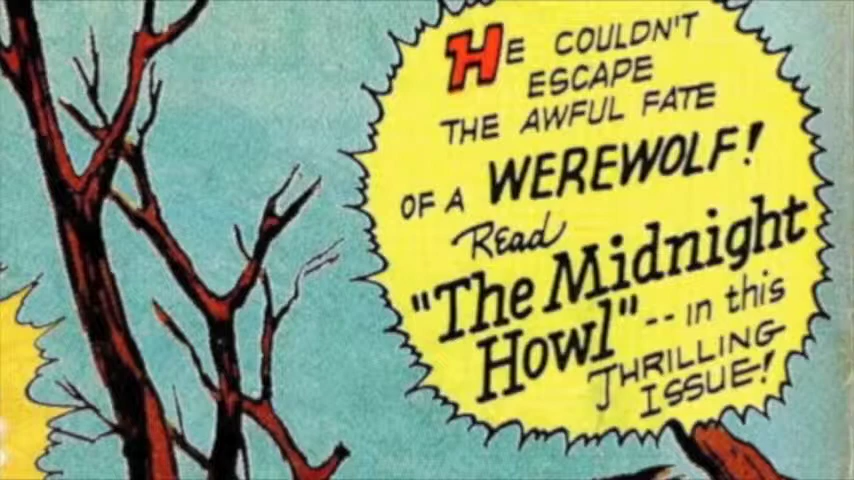 HE COULDN'T
ESCAPE
THE AWFUL FATE
OF A WEREWOLF!
Read
"The Midnight
Howl" -- in this
THRILLING
ISSUE!